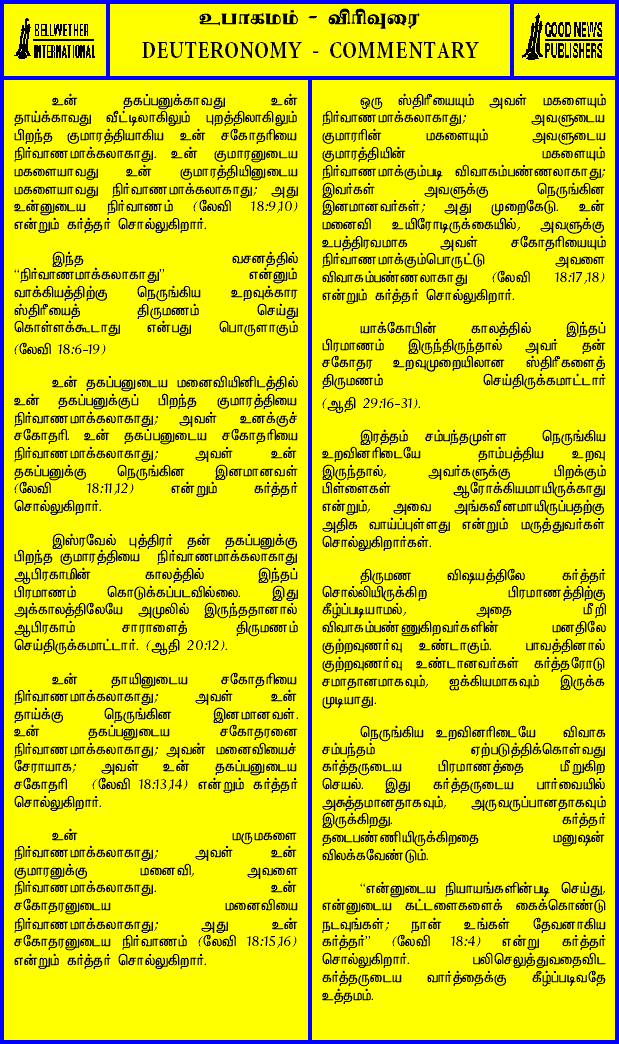 BELLWETHER
INTERNATIONAL
உபாகமம் - விரிவுரை
DEUTERONOMY - COMMENTARY
GOOD NEWS
PUBLISHERS
உன் தகப்பனுக்காவது உன்
தாய்க்காவது வீட்டிலாகிலும் புறத்திலாகிலும்
பிறந்த குமாரத்தியாகிய உன் சகோதரியை
நிர்வாணமாக்கலாகாது. உன் குமாரனுடைய
மகளையாவது உன் குமாரத்தியினுடைய
மகளையாவது நிர்வாணமாக்கலாகாது; அது
உன்னுடைய நிர்வாணம் (லேவி 18:9,10)
என்றும் கர்த்தர் சொல்லுகிறார்.
இந்த வசனத்தில்
“நிர்வாணமாக்கலாகாது” என்னும்
வாக்கியத்திற்கு நெருங்கிய உறவுக்கார
ஸ்திரீயைத் திருமணம் செய்து
கொள்ளக்கூடாது என்பது பொருளாகும்
(லேவி 18:6-19)
உன் தகப்பனுடைய மனைவியினிடத்தில்
உன் தகப்பனுக்குப் பிறந்த குமாரத்தியை
நிர்வாணமாக்கலாகாது; அவள் உனக்குச்
சகோதரி. உன் தகப்பனுடைய சகோதரியை
நிர்வாணமாக்கலாகாது; அவள் உன்
தகப்பனுக்கு நெருங்கின இனமானவள்
(லேவி 18:11,12) என்றும் கர்த்தர்
சொல்லுகிறார்.
இஸ்ரவேல் புத்திரர் தன் தகப்பனுக்கு
பிறந்த குமாரத்தியை நிர்வாணமாக்கலாகாது
ஆபிரகாமின் காலத்தில் இந்தப்
பிரமாணம் கொடுக்கப்படவில்லை. இது
அக்காலத்திலேயே அமுலில் இருந்ததானால்
ஆபிரகாம் சாராளைத் திருமணம்
செய்திருக்கமாட்டார். (ஆதி 20:12).
உன் தாயினுடைய சகோதரியை
நிர்வாணமாக்கலாகாது; அவள் உன்
தாய்க்கு நெருங்கின இனமானவள்.
உன் தகப்பனுடைய சகோதரனை
நிர்வாணமாக்கலாகாது; அவன் மனைவியைச்
சேராயாக; அவள் உன் தகப்பனுடைய
சகோதரி (லேவி 18:13,14) என்றும் கர்த்தர்
சொல்லுகிறார்.
உன் மருமகளை
நிர்வாணமாக்கலாகாது; அவள் உன்
குமாரனுக்கு மனைவி, அவளை
நிர்வாணமாக்கலாகாது. உன்
சகோதரனுடைய மனைவியை
நிர்வாணமாக்கலாகாது; அது உன்
சகோதரனுடைய நிர்வாணம் (லேவி 18:15,16)
என்றும் கர்த்தர் சொல்லுகிறார்.
ஒரு ஸ்திரீயையும் அவள் மகளையும்
நிர்வாணமாக்கலாகாது; அவளுடைய
குமாரரின் மகளையும் அவளுடைய
குமாரத்தியின் மகளையும்
நிர்வாணமாக்கும்படி விவாகம்பண்ணலாகாது;
இவர்கள் அவளுக்கு நெருங்கின
இனமானவர்கள்; அது முறைகேடு. உன்
மனைவி உயிரோடிருக்கையில், அவளுக்கு
உபத்திரவமாக அவள் சகோதரியையும்
நிர்வாணமாக்கும்பொருட்டு அவளை
விவாகம்பண்ணலாகாது (லேவி 18:17,18)
என்றும் கர்த்தர் சொல்லுகிறார்.
யாக்கோபின் காலத்தில் இந்தப்
பிரமாணம் இருந்திருந்தால் அவர் தன்
சகோதர உறவுமுறையிலான ஸ்திரீகளைத்
திருமணம் செய்திருக்கமாட்டார்
(ஆதி 29:16-31).
இரத்தம் சம்பந்தமுள்ள நெருங்கிய
உறவினரிடையே தாம்பத்திய உறவு
இருந்தால், அவர்களுக்கு பிறக்கும்
பிள்ளைகள் ஆரோக்கியமாயிருக்காது
என்றும், அவை அங்கவீனமாயிருப்பதற்கு
அதிக வாய்ப்புள்ளது என்றும் மருத்துவர்கள்
சொல்லுகிறார்கள்.
திருமண விஷயத்திலே கர்த்தர்
சொல்லியிருக்கிற பிரமாணத்திற்கு
கீழ்ப்படியாமல், அதை மீறி
விவாகம்பண்ணுகிறவர்களின் மனதிலே
குற்றவுணர்வு உண்டாகும். பாவத்தினால்
குற்றவுணர்வு உண்டானவர்கள் கர்த்தரோடு
சமாதானமாகவும், ஐக்கியமாகவும் இருக்க
முடியாது.
நெருங்கிய உறவினரிடையே விவாக
சம்பந்தம் ஏற்படுத்திக்கொள்வது
கர்த்தருடைய பிரமாணத்தை மீறுகிற
செயல். இது கர்த்தருடைய பார்வையில்
அசுத்தமானதாகவும், அருவருப்பானதாகவும்
இருக்கிறது. கர்த்தர்
தடைபண்ணியிருக்கிறதை மனுஷன்
விலக்கவேண்டும்.
“என்னுடைய நியாயங்களின்படி செய்து,
என்னுடைய கட்டளைகளைக் கைக்கொண்டு
நடவுங்கள்; நான் உங்கள் தேவனாகிய
கர்த்தர்” (லேவி 18:4) என்று கர்த்தர்
சொல்லுகிறார். பலிசெலுத்துவதைவிட
கர்த்தருடைய வார்த்தைக்கு கீழ்ப்படிவதே
உத்தமம்.